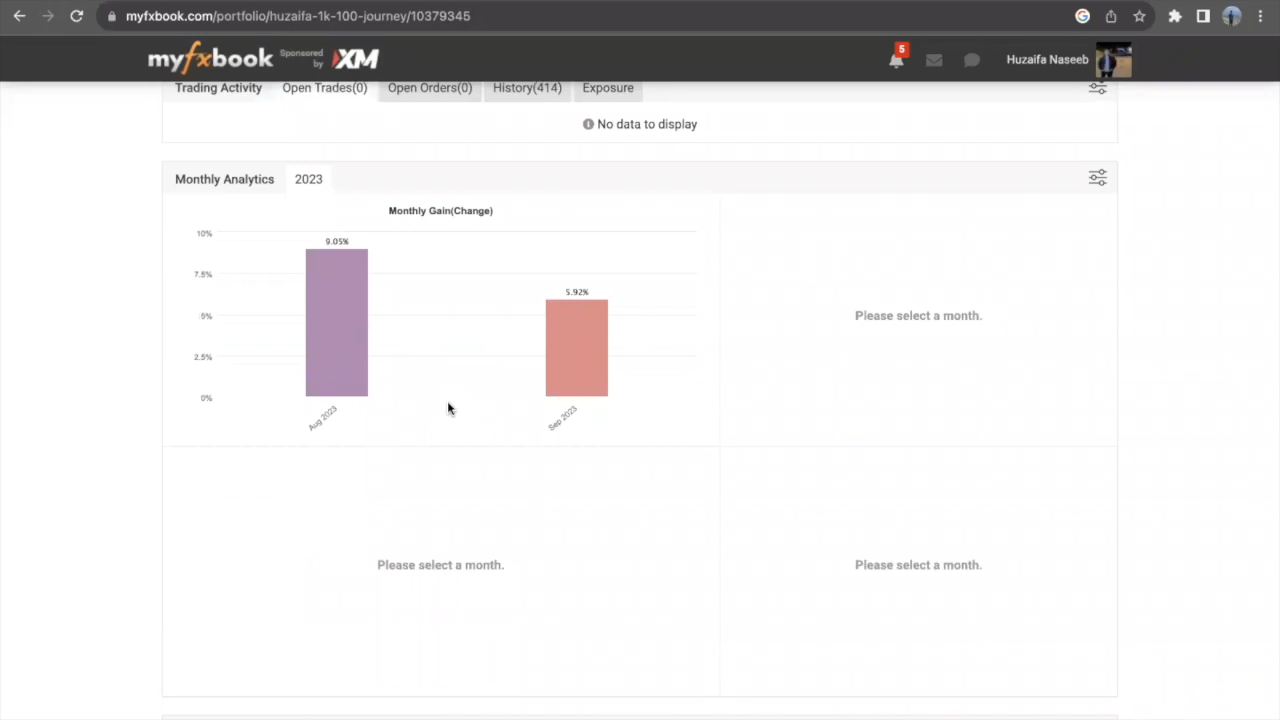 myfxbook.com/portfolio/huzaifa-1k-100-journey/10379345
myfxbook Sponsored by XM 5 Huzaifa Naseeb
Trading Activity Open Trades(0) Open Orders(0) History(414) Exposure
No data to display
Monthly Analytics 2023
Monthly Gain(Change)
10%
9.05%
7.5%
5.92%
5%
2.5%
0%
Aug 2023 Sep 2023
Please select a month.
Please select a month.
Please select a month.